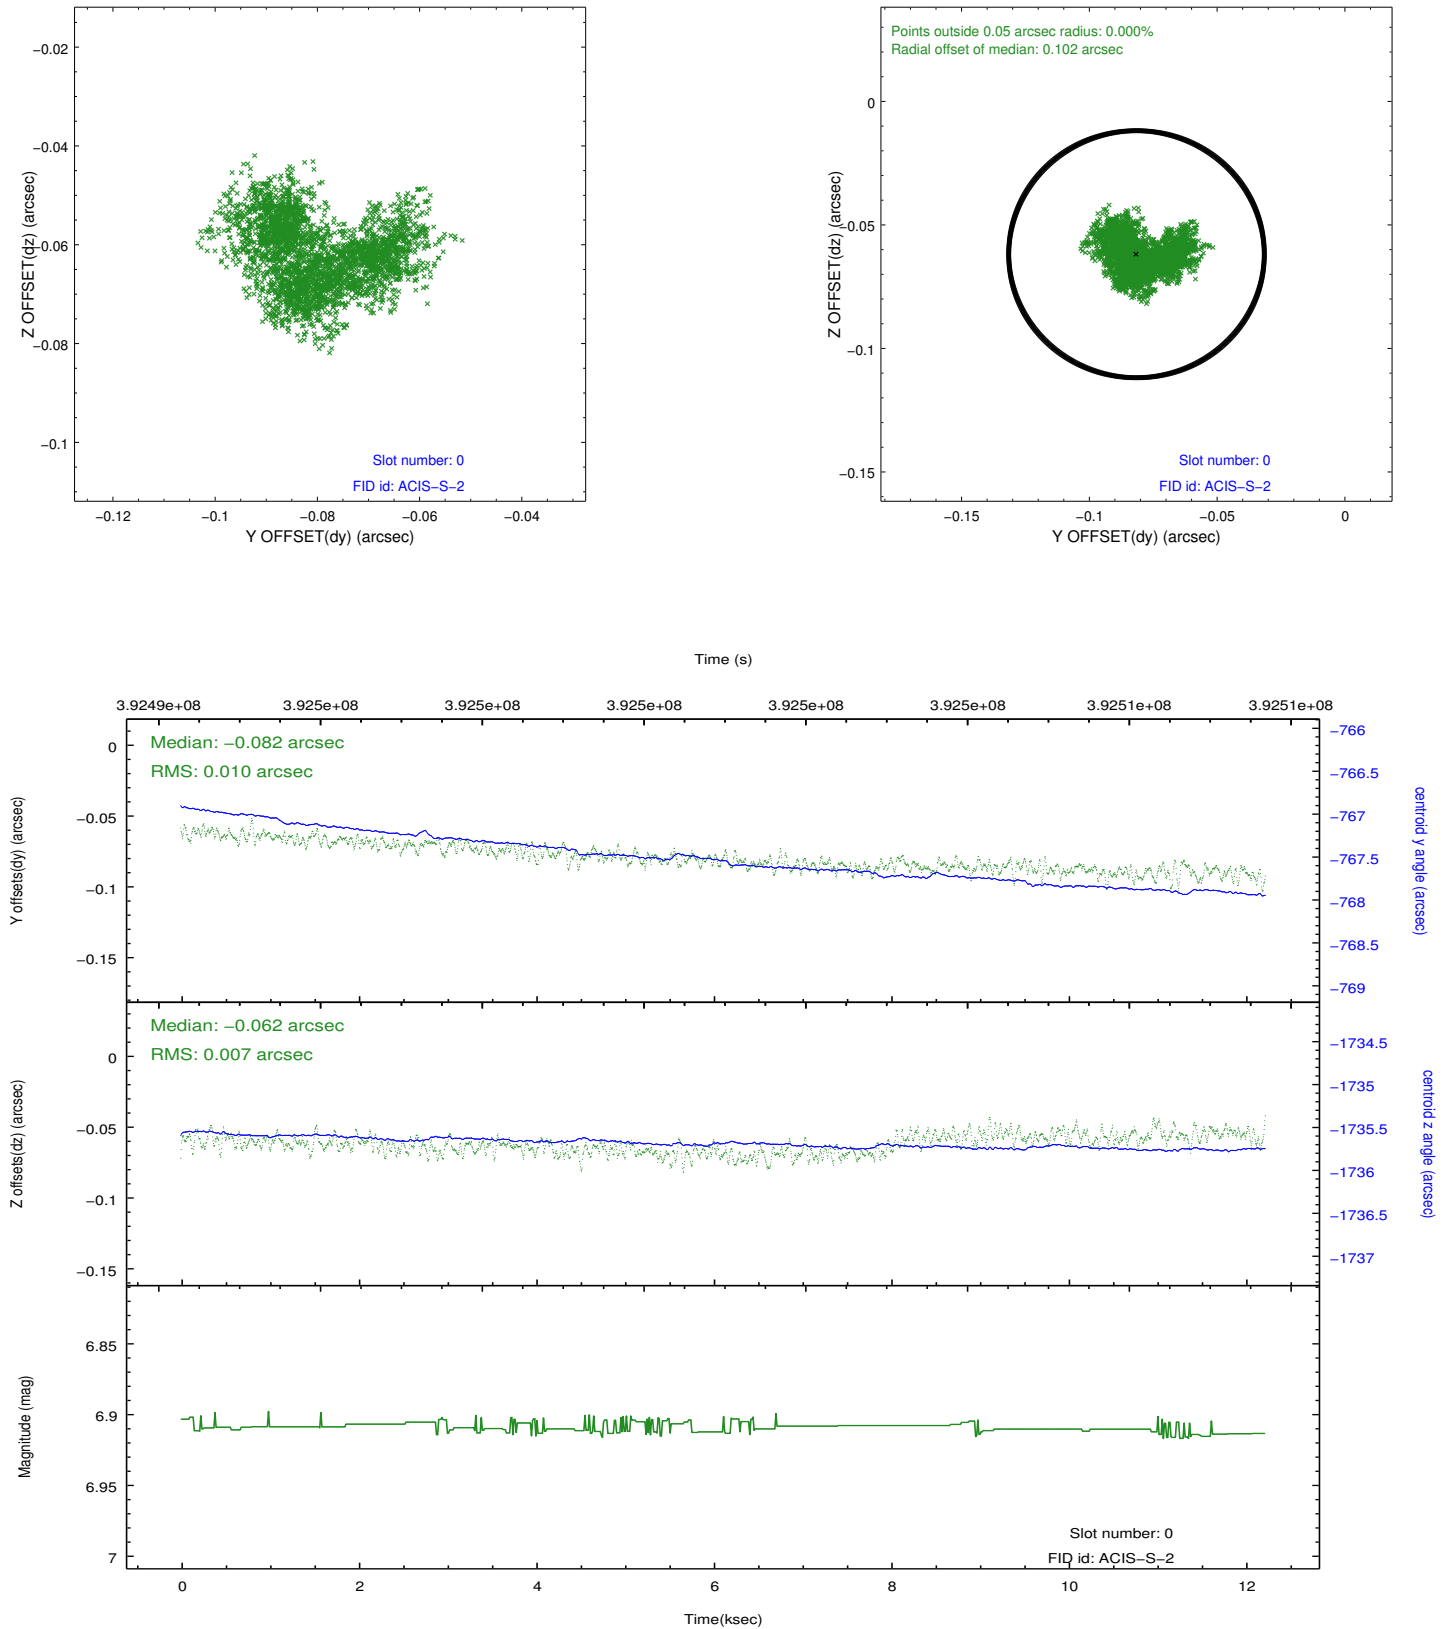 −0.02
−0.04
−0.06
−0.08
−0.1
Z OFFSET(dz) (arcsec)
Slot number: 0
FID id: ACIS−S−2
−0.12
−0.1
−0.08
−0.06
−0.04
Y OFFSET(dy) (arcsec)
Points outside 0.05 arcsec radius: 0.000%
Radial offset of median: 0.102 arcsec
0
−0.05
−0.1
−0.15
Z OFFSET(dz) (arcsec)
Slot number: 0
FID id: ACIS−S−2
−0.15
−0.1
−0.05
0
Y OFFSET(dy) (arcsec)
Time (s)
3.9249e+08
3.925e+08
3.925e+08
3.925e+08
3.925e+08
3.925e+08
3.9251e+08
3.9251e+08
Median: −0.082 arcsec
RMS: 0.010 arcsec
0
−0.05
−0.1
−0.15
Y offsets(dy) (arcsec)
−766
−766.5
−767
−767.5
−768
−768.5
−769
centroid y angle (arcsec)
Median: −0.062 arcsec
RMS: 0.007 arcsec
0
−0.05
−0.1
−0.15
Z offsets(dz) (arcsec)
−1734.5
−1735
−1735.5
−1736
−1736.5
−1737
centroid z angle (arcsec)
6.85
6.9
6.95
7
Magnitude (mag)
Slot number: 0
FID id: ACIS−S−2
0
2
4
6
8
10
12
Time(ksec)